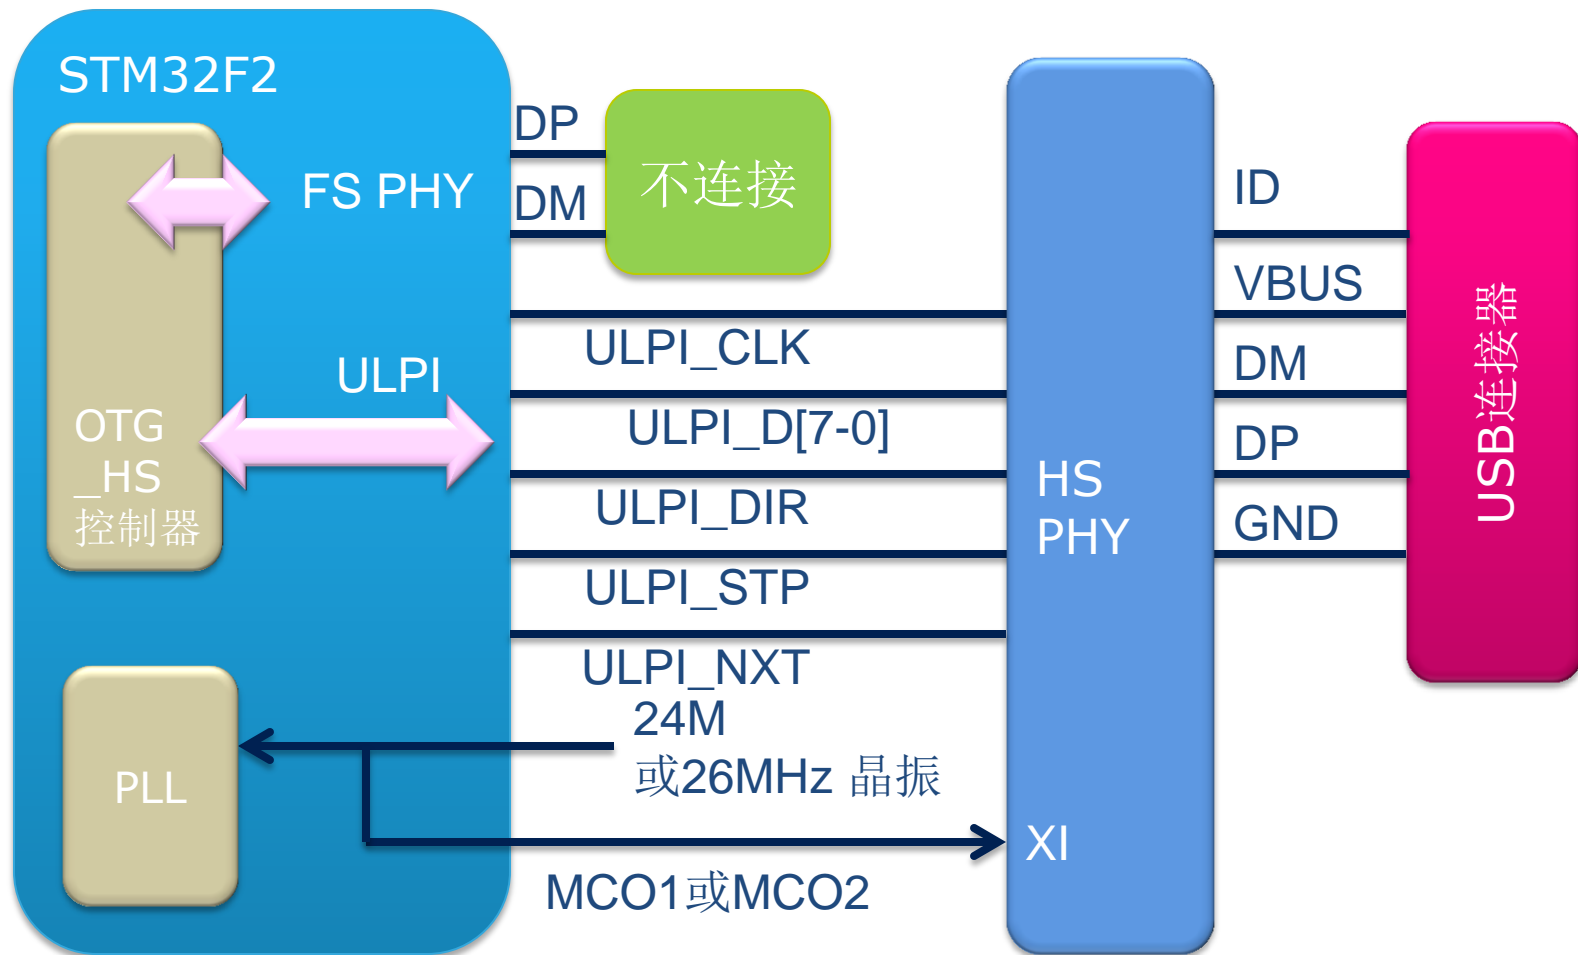 STM32F2
DP
不连接
FS PHY
DM
ID
VBUS
ULPI_CLK
DM
ULPI
ULPI_D[7-0]
DP
OTG
_HS
控制器
ULPI_DIR
HS
PHY
GND
USB连接器
ULPI_STP
ULPI_NXT
24M
或26MHz 晶振
PLL
XI
MCO1或MCO2